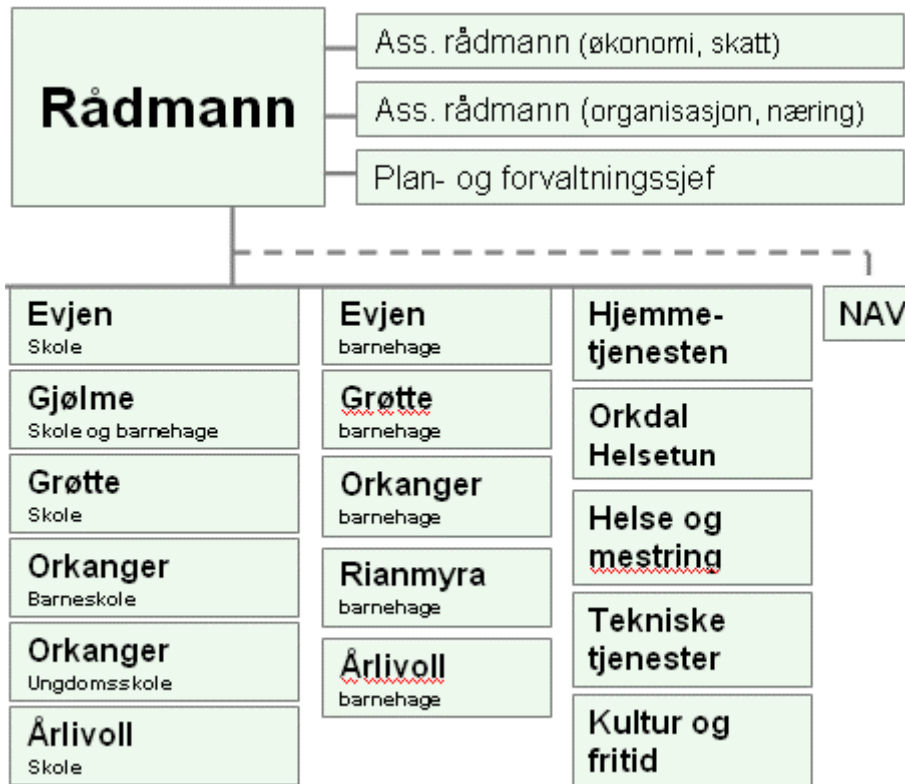 Rådmann
Ass. rådmann (økonomi, skatt)
Ass. rådmann (organisasjon, næring)
Plan- og forvaltningssjef
Evjen
Skole
Gjølme
Skole og barnehage
Grøtte
Skole
Orkanger
Barneskole
Orkanger
Ungdomsskole
Årlivoll
Skole
Evjen
barnehage
Grøtte
barnehage
Orkanger
barnehage
Rianmyra
barnehage
Årlivoll
barnehage
Hjemme-
tjenesten
Orkdal
Helsetun
Helse og
mestring
Tekniske
tjenester
Kultur og
fritid
NAV